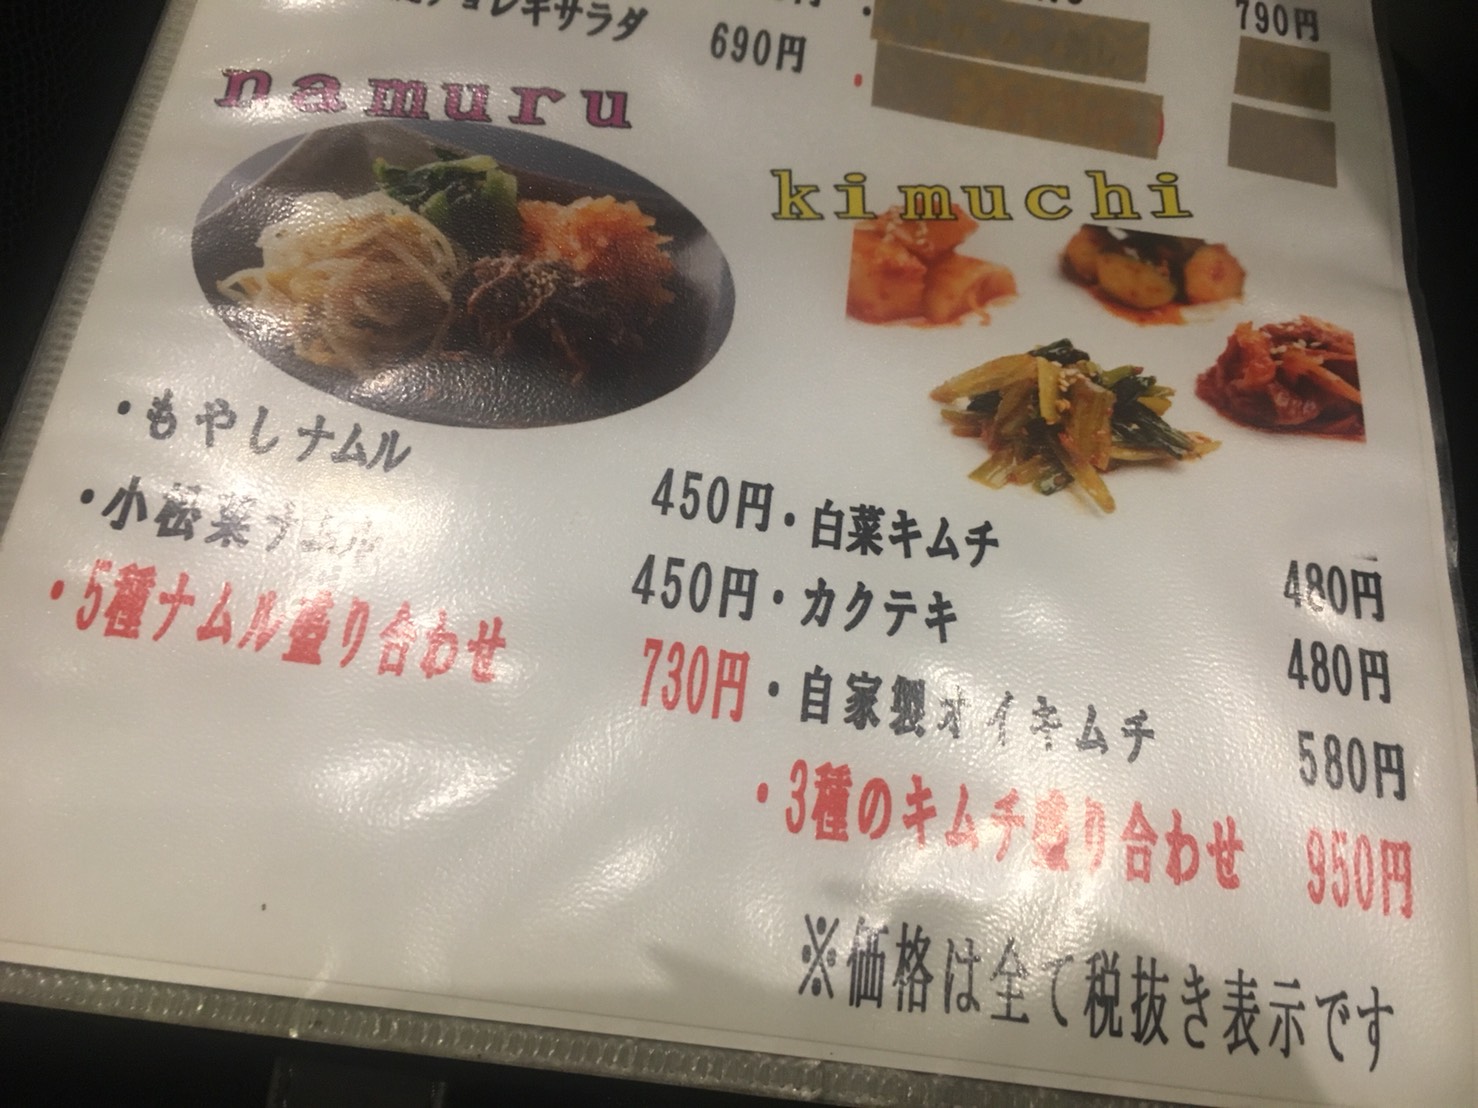 チョレギサラダ 690円
790円
namuru
kimuchi
・もやしナムル 450円
・小松菜ナムル 450円
・5種ナムル盛り合わせ 730円
・白菜キムチ 480円
・カクテキ 480円
・自家製オイキムチ 580円
・3種のキムチ盛り合わせ 950円
※価格は全て税抜き表示です